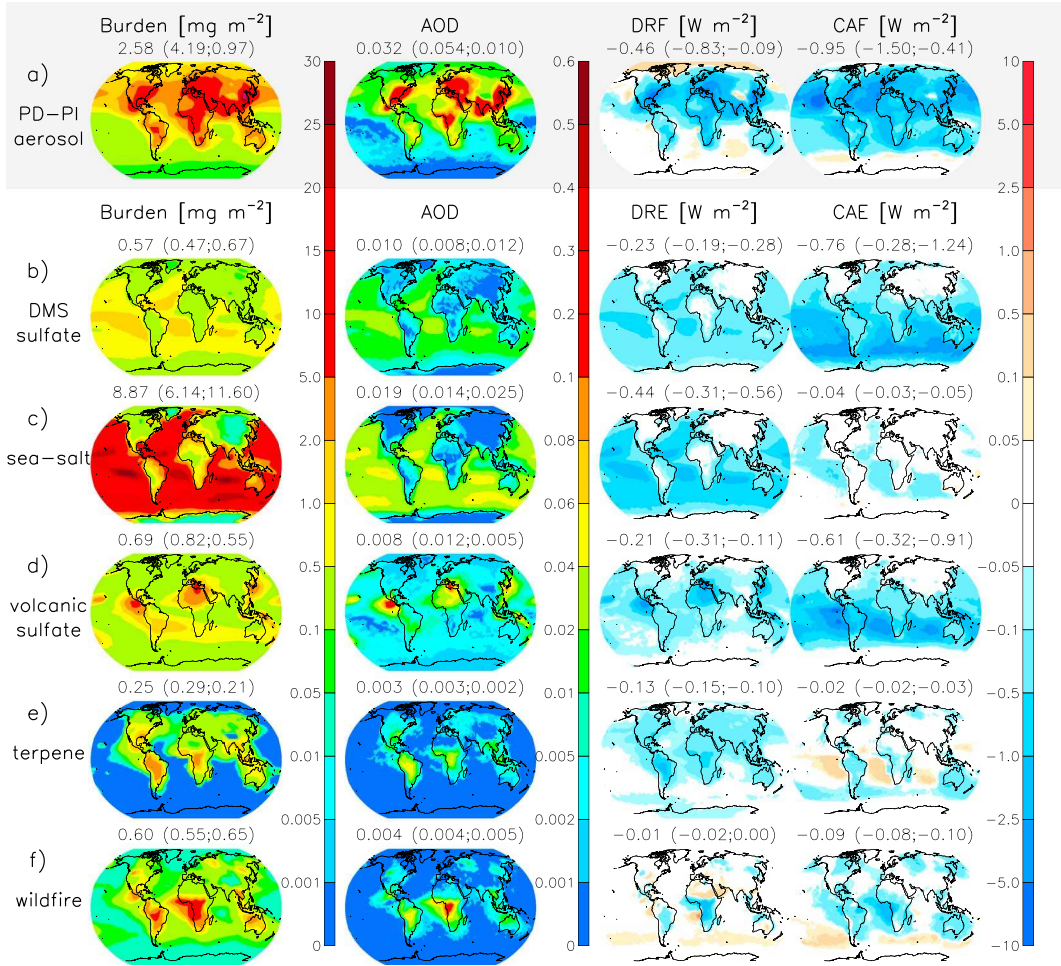 Burden [mg m−2] AOD DRF [W m−2] CAF [W m−2]
2.58 (4.19;0.97) 0.032 (0.054;0.010) −0.46 (−0.83;−0.09) −0.95 (−1.50;−0.41)
a)
PD−PI
aerosol
Burden [mg m−2] AOD DRE [W m−2] CAE [W m−2]
0.57 (0.47;0.67) 0.010 (0.008;0.012) −0.23 (−0.19;−0.28) −0.76 (−0.28;−1.24)
b)
DMS
sulfate
8.87 (6.14;11.60) 0.019 (0.014;0.025) −0.44 (−0.31;−0.56) −0.04 (−0.03;−0.05)
c)
sea−salt
0.69 (0.82;0.55) 0.008 (0.012;0.005) −0.21 (−0.31;−0.11) −0.61 (−0.32;−0.91)
d)
volcanic
sulfate
0.25 (0.29;0.21) 0.003 (0.003;0.002) −0.13 (−0.15;−0.10) −0.02 (−0.02;−0.03)
e)
terpene
0.60 (0.55;0.65) 0.004 (0.004;0.005) −0.01 (−0.02;0.00) −0.09 (−0.08;−0.10)
f)
wildfire
30
25
20
15
10
5.0
2.0
1.0
0.5
0.1
0.05
0.01
0.005
0.001
0
0.6
0.5
0.4
0.3
0.2
0.1
0.08
0.06
0.04
0.02
0.01
0.005
0.002
0.001
0
10
5.0
2.5
1.0
0.5
0.1
0.05
0
−0.05
−0.1
−0.5
−1.0
−2.5
−5.0
−10